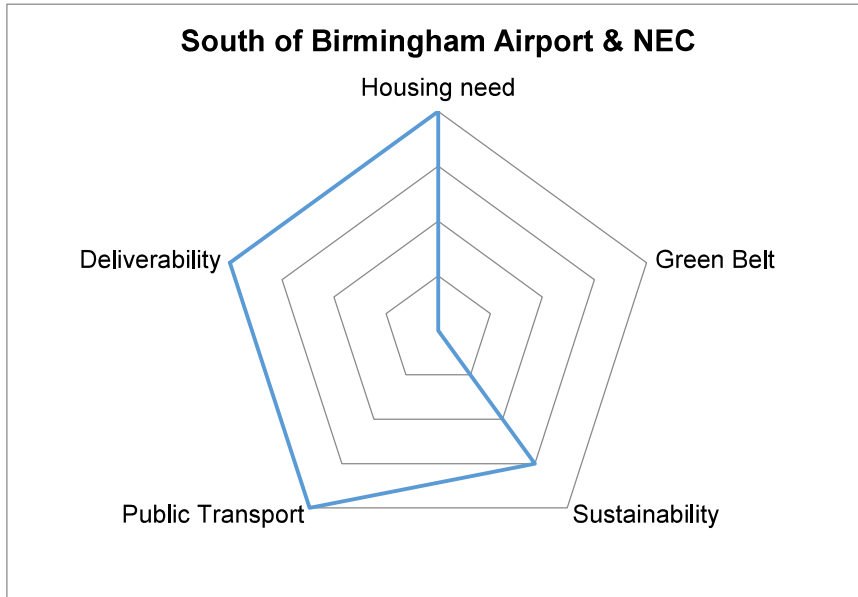 South of Birmingham Airport & NEC
Housing need
Deliverability
Green Belt
Public Transport
Sustainability